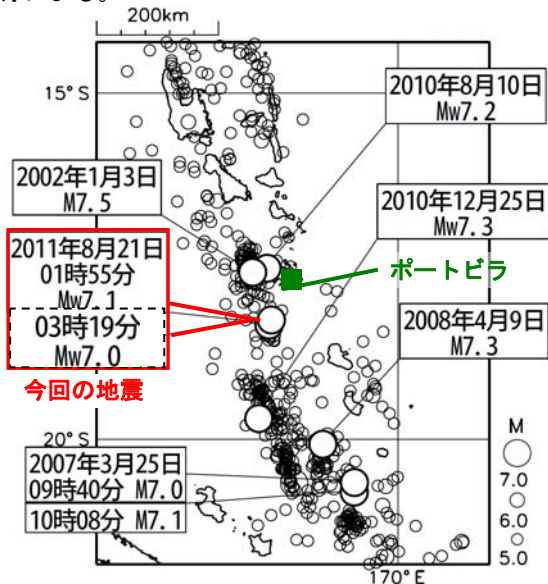 200km
15°S
2010年8月10日
Mw7.2
2002年1月3日
M7.5
2010年12月25日
Mw7.3
2011年8月21日
01時55分
Mw7.1
03時19分
Mw7.0
今回の地震
ポートビラ
2008年4月9日
M7.3
20°S
2007年3月25日
09時40分 M7.0
10時08分 M7.1
M
7.0
6.0
5.0
170°E